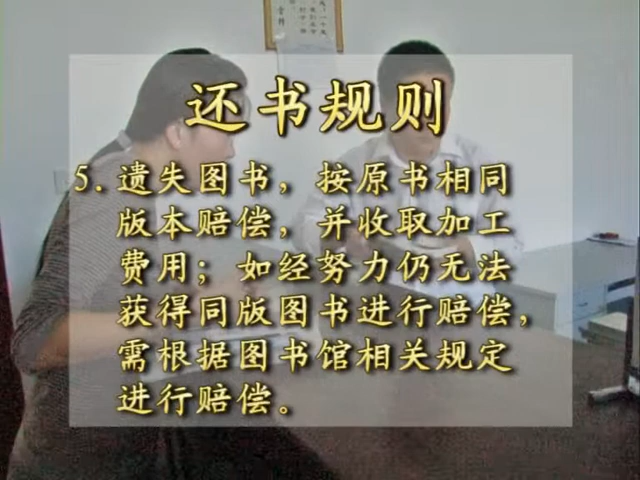 还书规则
5. 遗失图书，按原书相同
版本赔偿，并收取加工
费用；如经努力仍无法
获得同版图书进行赔偿，
需根据图书馆相关规定
进行赔偿。